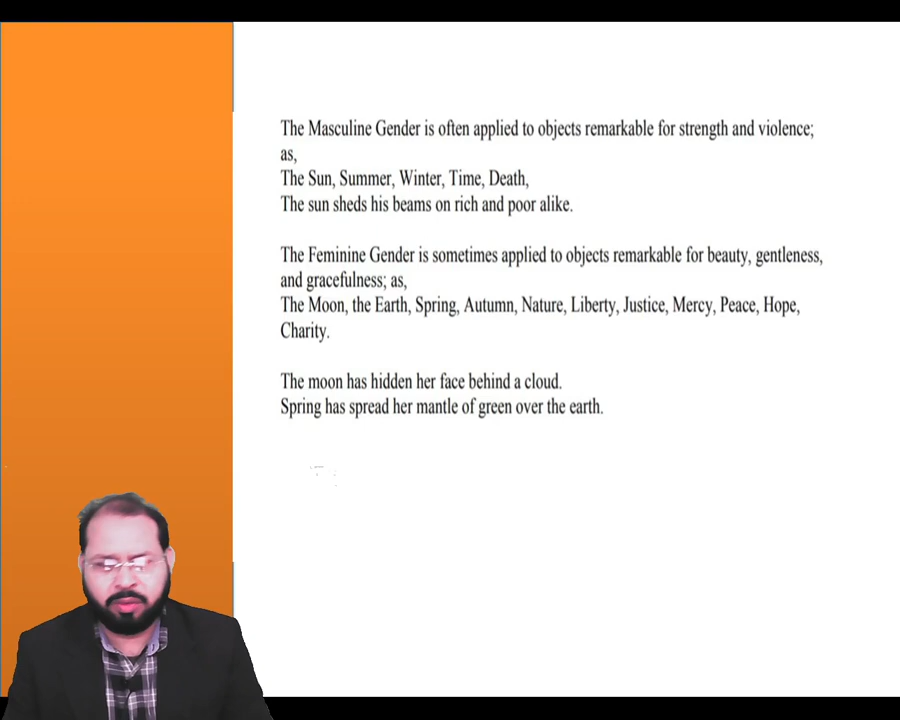 The Masculine Gender is often applied to objects remarkable for strength and violence;
as,
The Sun, Summer, Winter, Time, Death,
The sun sheds his beams on rich and poor alike.
The Feminine Gender is sometimes applied to objects remarkable for beauty, gentleness,
and gracefulness; as,
The Moon, the Earth, Spring, Autumn, Nature, Liberty, Justice, Mercy, Peace, Hope,
Charity.
The moon has hidden her face behind a cloud.
Spring has spread her mantle of green over the earth.